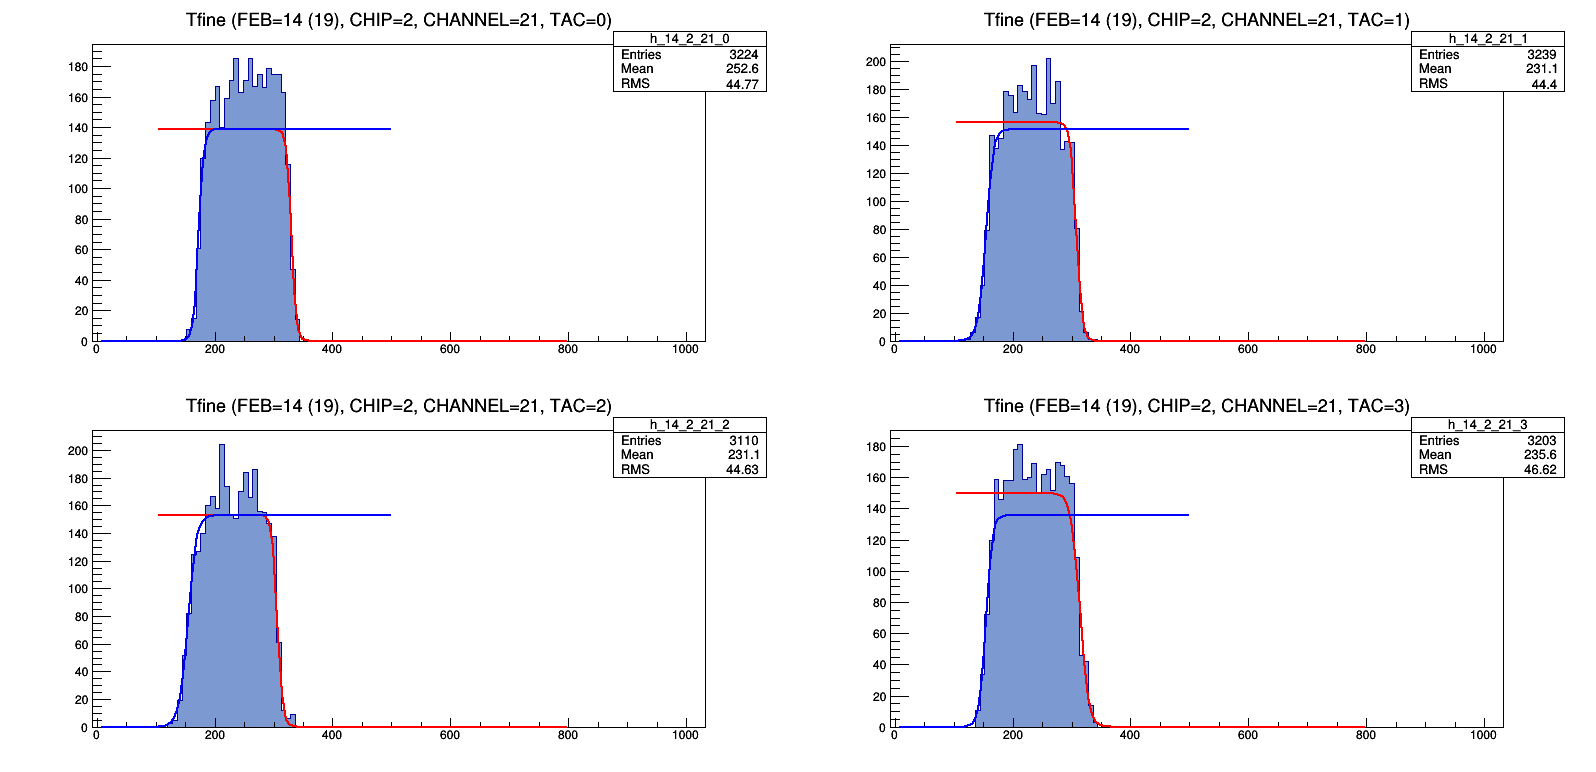 Tfine (FEB=14 (19), CHIP=2, CHANNEL=21, TAC=0)
h_14_2_21_0
Entries 3224
Mean 252.6
RMS 44.77
180
160
140
120
100
80
60
40
20
0
0 200 400 600 800 1000
Tfine (FEB=14 (19), CHIP=2, CHANNEL=21, TAC=1)
h_14_2_21_1
Entries 3239
Mean 231.1
RMS 44.4
200
180
160
140
120
100
80
60
40
20
0
0 200 400 600 800 1000
Tfine (FEB=14 (19), CHIP=2, CHANNEL=21, TAC=2)
h_14_2_21_2
Entries 3110
Mean 231.1
RMS 44.63
200
180
160
140
120
100
80
60
40
20
0
0 200 400 600 800 1000
Tfine (FEB=14 (19), CHIP=2, CHANNEL=21, TAC=3)
h_14_2_21_3
Entries 3203
Mean 235.6
RMS 46.62
180
160
140
120
100
80
60
40
20
0
0 200 400 600 800 1000